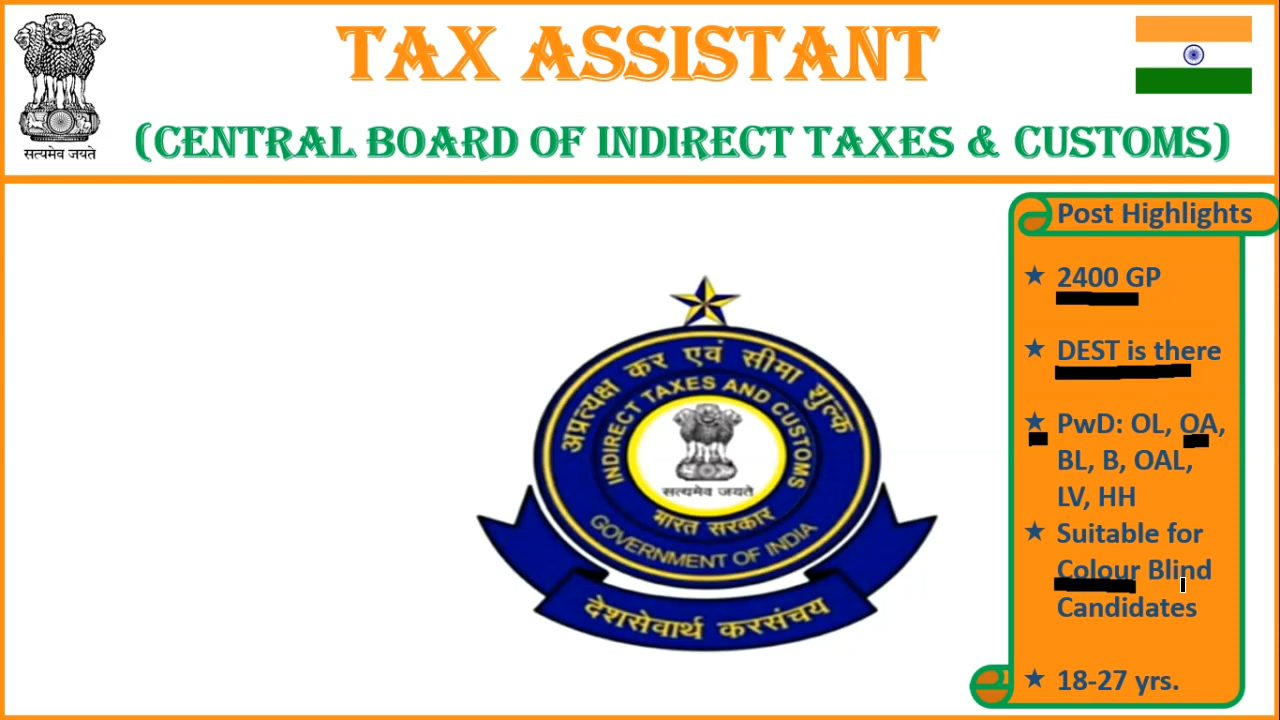 सत्यमेव जयते
TAX ASSISTANT
(CENTRAL BOARD OF INDIRECT TAXES & CUSTOMS)
अप्रत्यक्ष कर एवं सीमा शुल्क
INDIRECT TAXES AND CUSTOMS
सत्यमेव जयते
भारत सरकार
GOVERNMENT OF INDIA
देशसेवार्थ करसंचय
Post Highlights
★ 2400 GP
★ DEST is there
★ PwD: OL, OA,
BL, B, OAL,
LV, HH
★ Suitable for
Colour Blind
Candidates
★ 18-27 yrs.